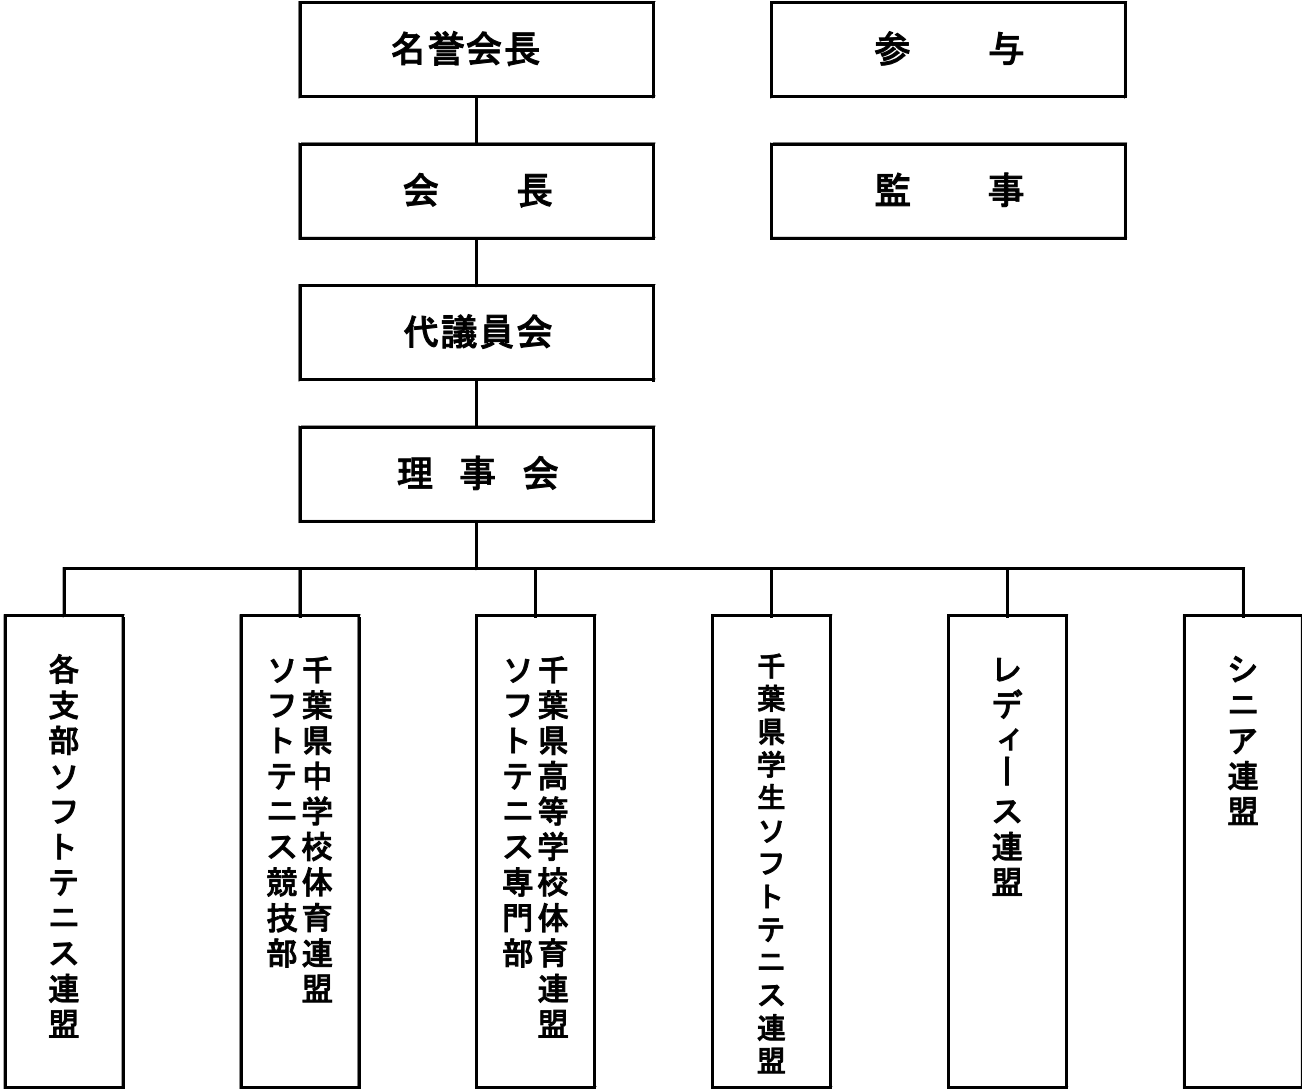 名誉会長
参　与
会　長
監　事
代議員会
理事会
各支部ソフトテニス連盟
千葉県中学校体育連盟
ソフトテニス競技部
千葉県高等学校体育連盟
ソフトテニス専門部
千葉県学生ソフトテニス連盟
レディース連盟
シニア連盟